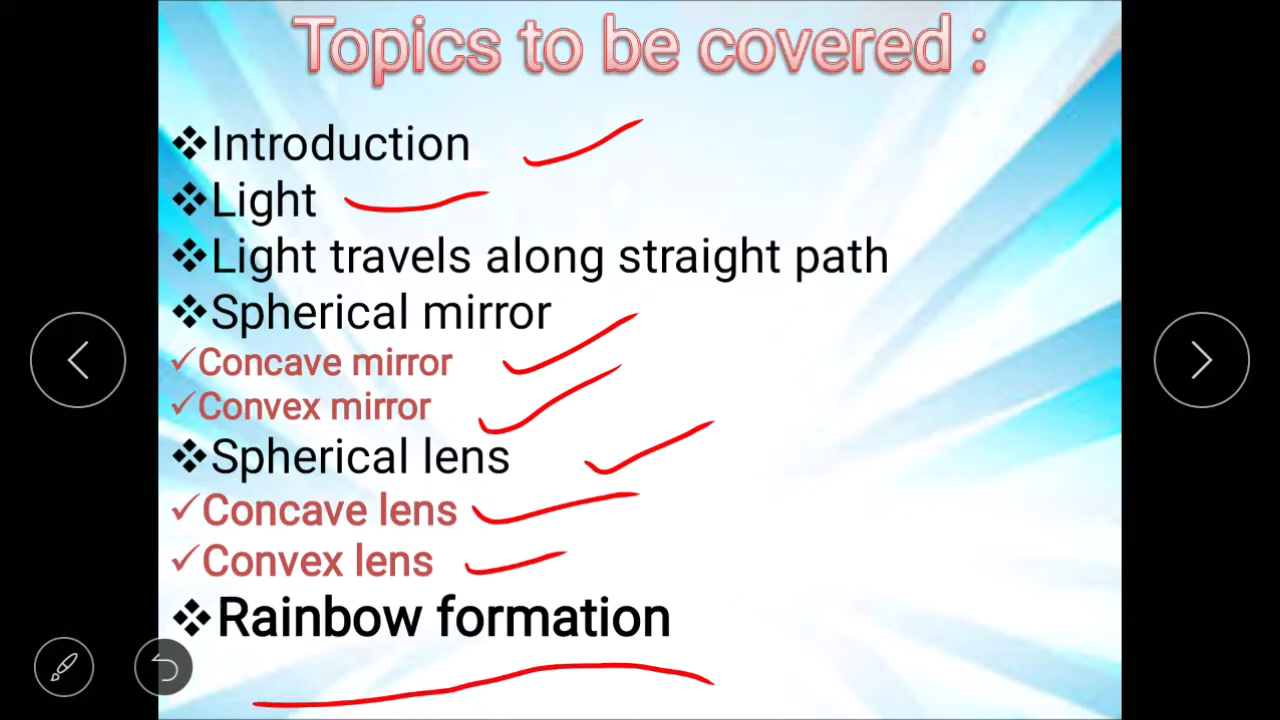 Topics to be covered :
❖Introduction
❖Light
❖Light travels along straight path
❖Spherical mirror
✓Concave mirror
✓Convex mirror
❖Spherical lens
✓Concave lens
✓Convex lens
❖Rainbow formation